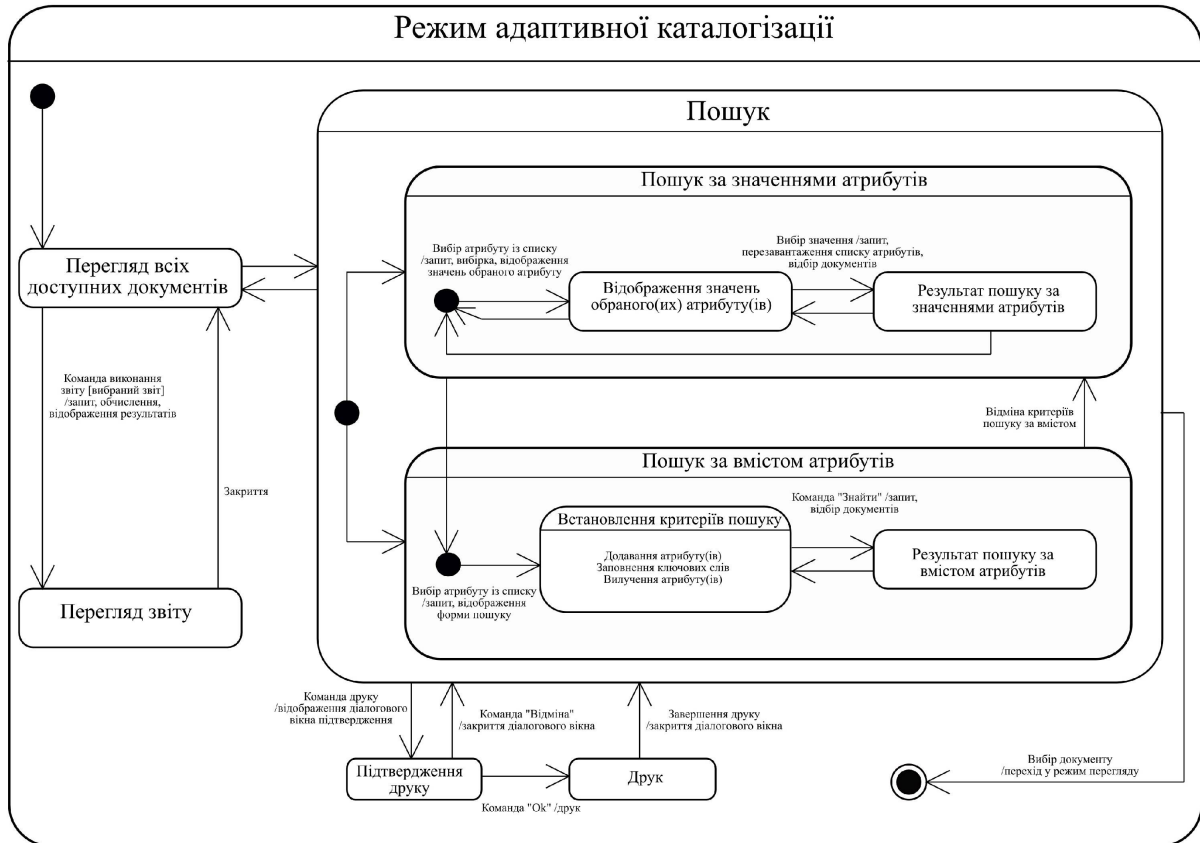 Режим адаптивної каталогізації
Пошук
Пошук за значеннями атрибутів
Вибір атрибуту із списку
/запит, вибірка, відображення
значень обраного атрибуту
Вибір значення /запит,
перезавантаження списку атрибутів,
відбір документів
Перегляд всіх
доступних документів
Відображення значень
обраного(их) атрибуту(ів)
Результат пошуку за
значеннями атрибутів
Команда виконання
звіту [вибраний звіт]
/запит, обчислення,
відображення результатів
Відміна критеріїв
пошуку за вмістом
Пошук за вмістом атрибутів
Закриття
Команда "Знайти" /запит,
відбір документів
Встановлення критеріїв пошуку
Додавання атрибуту(ів)
Заповнення ключових слів
Вилучення атрибуту(ів)
Результат пошуку за
вмістом атрибутів
Вибір атрибуту із списку
/запит, відображення
форми пошуку
Перегляд звіту
Команда друку
/відображення діалогового
вікна підтвердження
Команда "Відміна"
/закриття діалогового вікна
Завершення друку
/закриття діалогового вікна
Підтвердження
друку
Друк
Вибір документу
/перехід у режим перегляду
Команда "Ok" /друк